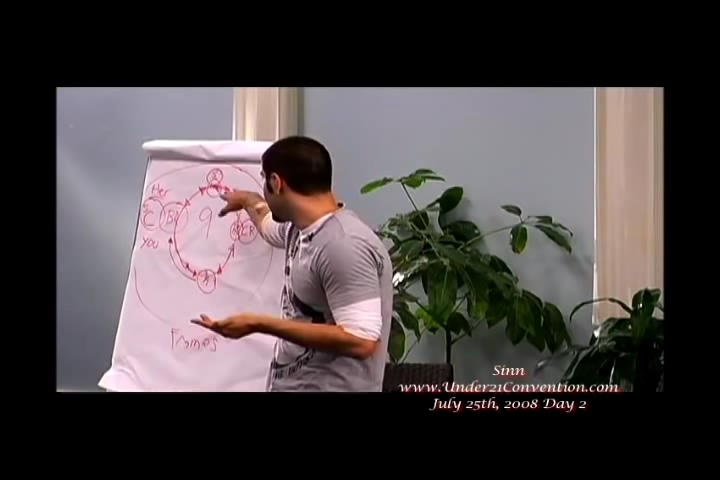 Her
C
you
9
A
Frames
Sinn
www.Under21Convention.com
July 25th, 2008 Day 2